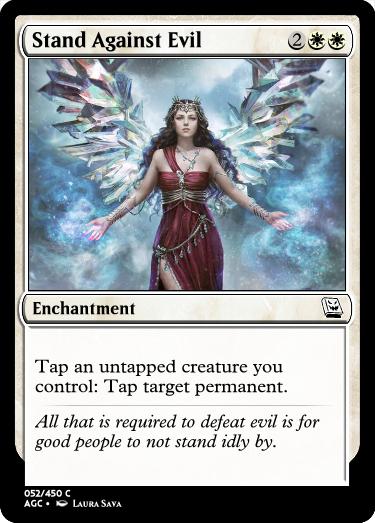 Stand Against Evil 2
Enchantment
Tap an untapped creature you
control: Tap target permanent.
All that is required to defeat evil is for
good people to not stand idly by.
052/450 C
AGC • Laura Sava